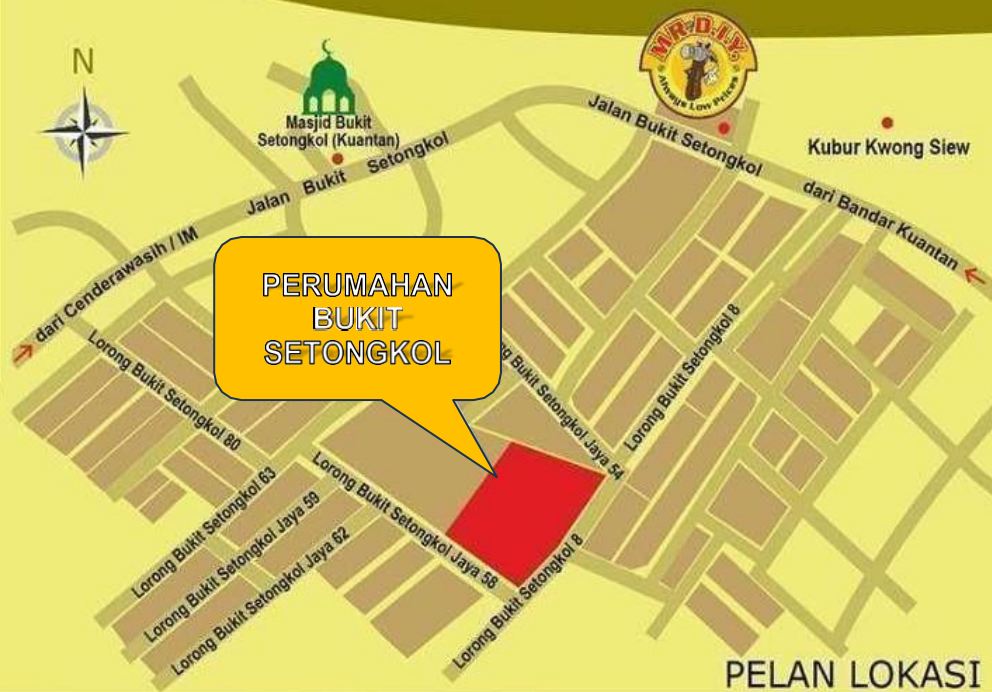 N
MR.D.I.Y.
Always Low Prices
Masjid Bukit
Setongkol (Kuantan)
Jalan Bukit Setongkol
Jalan Bukit Setongkol
Kubur Kwong Siew
dari Bandar Kuantan
dari Cenderawasih / IM
PERUMAHAN
BUKIT
SETONGKOL
Lorong Bukit Setongkol 80
Bukit Setongkol Jaya 54
Lorong Bukit Setongkol 8
Lorong Bukit Setongkol 63
Lorong Bukit Setongkol Jaya 59
Lorong Bukit Setongkol Jaya 62
Lorong Bukit Setongkol Jaya 58
Lorong Bukit Setongkol 8
PELAN LOKASI